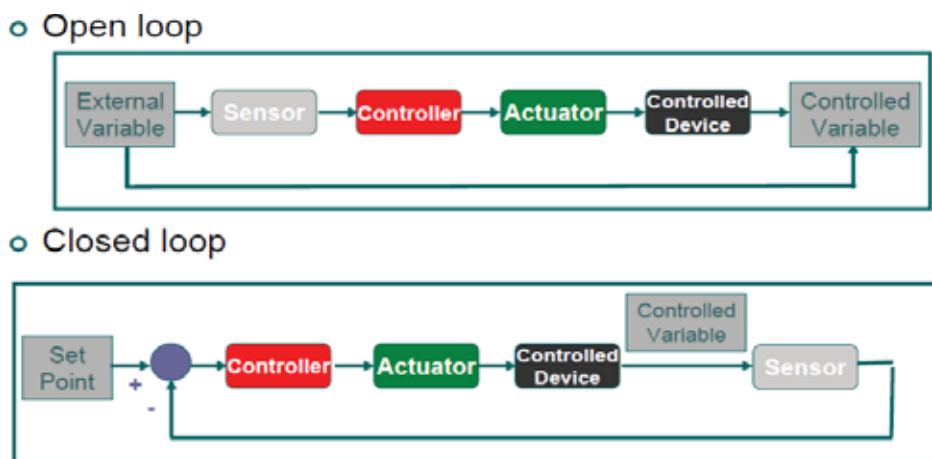 Open loop
External
Variable
Sensor
Controller
Actuator
Controlled
Device
Controlled
Variable
Closed loop
Set
Point
+
-
Controller
Actuator
Controlled
Device
Controlled
Variable
Sensor